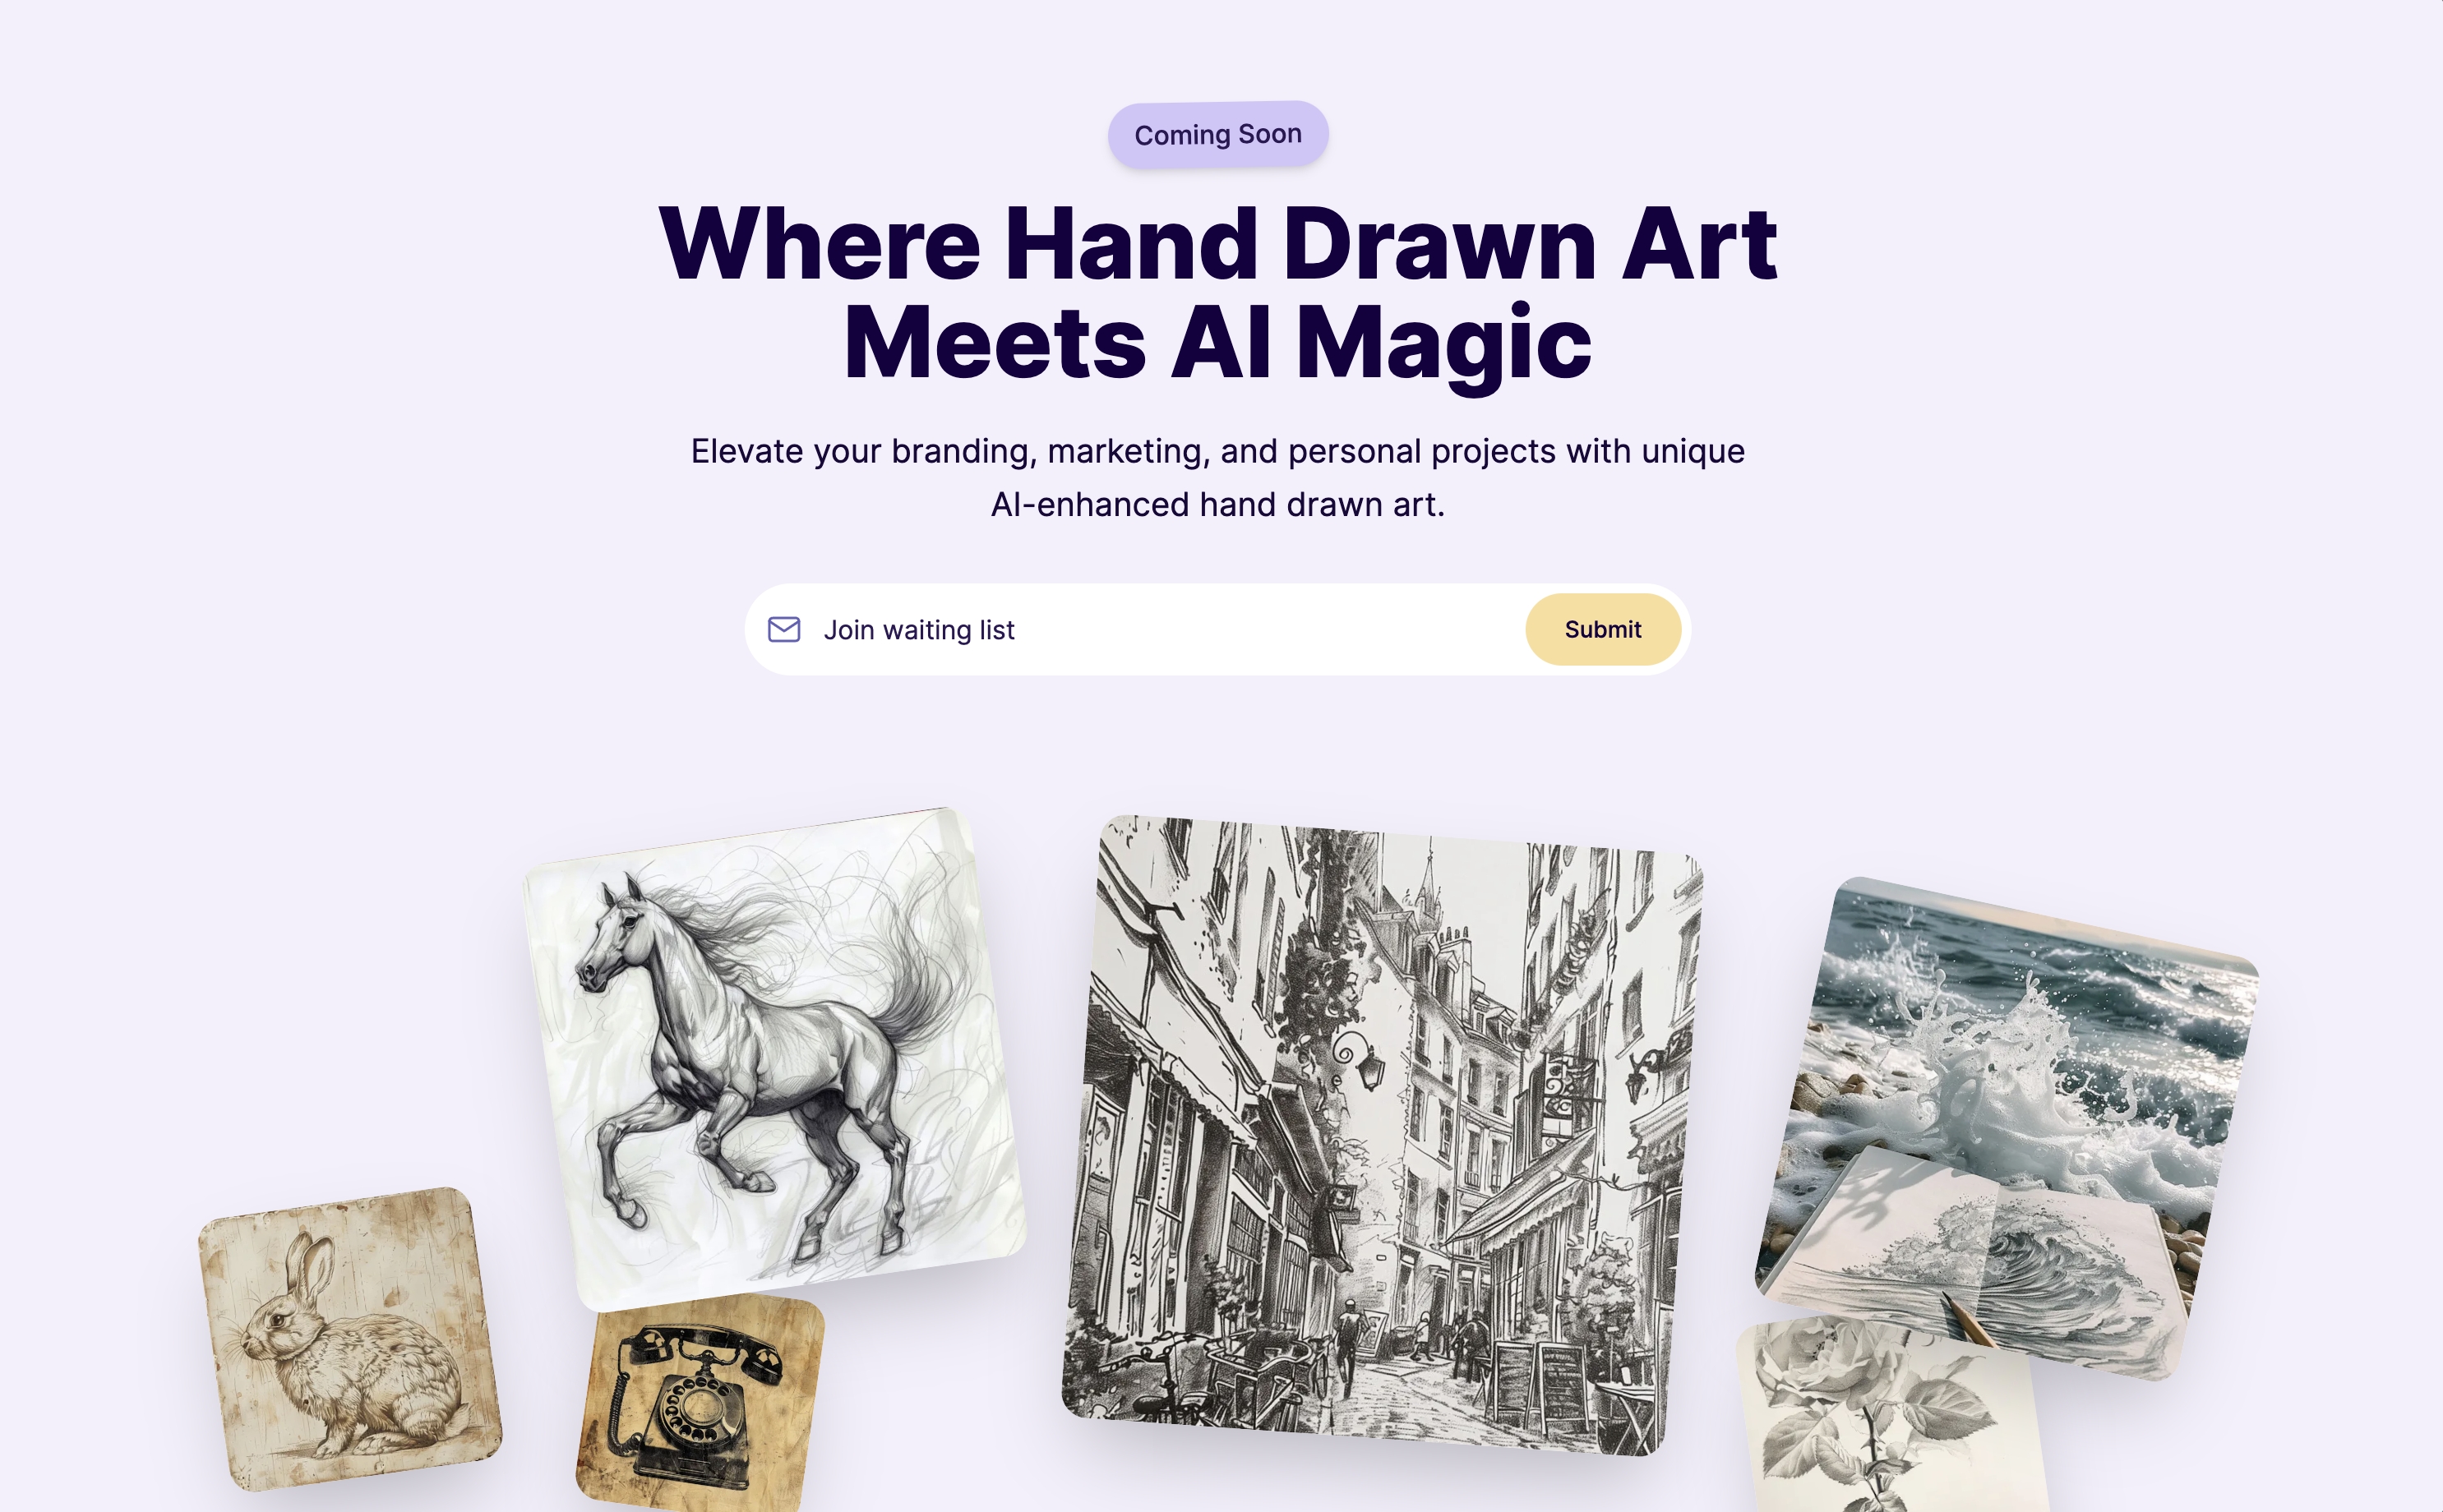 Coming Soon
Where Hand Drawn Art
Meets AI Magic
Elevate your branding, marketing, and personal projects with unique
AI-enhanced hand drawn art.
Join waiting list
Submit